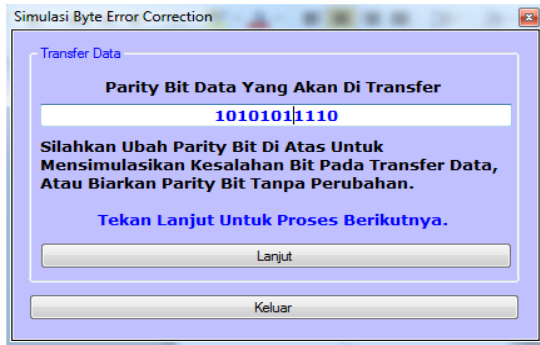 Simulasi Byte Error Correction
Transfer Data
Parity Bit Data Yang Akan Di Transfer
10101011110
Silahkan Ubah Parity Bit Di Atas Untuk
Mensimulasikan Kesalahan Bit Pada Transfer Data,
Atau Biarkan Parity Bit Tanpa Perubahan.
Tekan Lanjut Untuk Proses Berikutnya.
Lanjut
Keluar